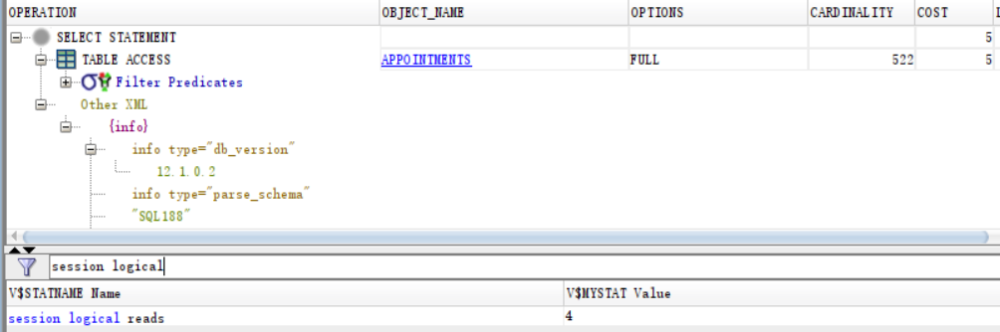 OPERATION OBJECT_NAME OPTIONS CARDINALITY COST
SELECT STATEMENT 5
TABLE ACCESS APPOINTMENTS FULL 522 5
Filter Predicates
Other XML
{info}
info type="db_version"
12.1.0.2
info type="parse_schema"
"SQL188"
session logical
V$STATNAME Name V$MYSTAT Value
session logical reads 4